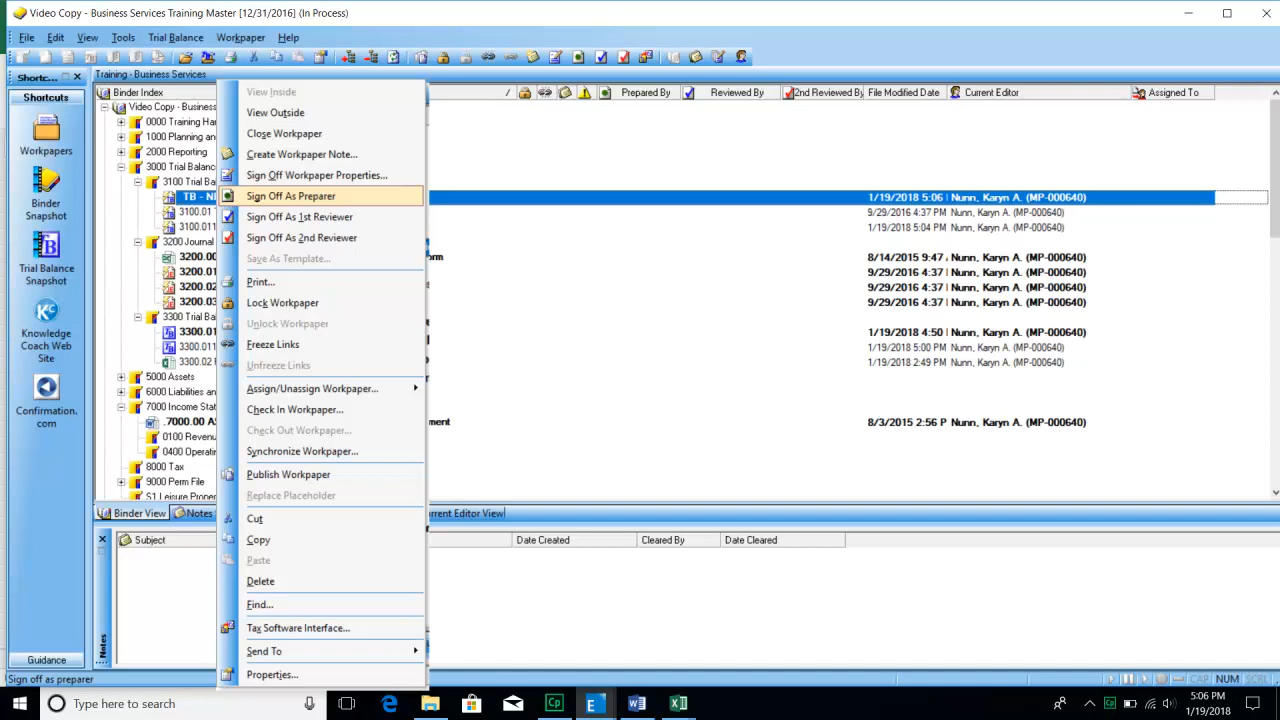 Video Copy - Business Services Training Master [12/31/2016] (In Process)
File Edit View Tools Trial Balance Workpaper Help
Shortc...
Training - Business Services
Shortcuts
Workpapers
Binder Snapshot
Trial Balance Snapshot
Knowledge Coach Web Site
Confirmation.com
Guidance
Binder Index
/ Prepared By Reviewed By 2nd Reviewed By File Modified Date Current Editor Assigned To
Video Copy - Business
0000 Training Har
1000 Planning and
2000 Reporting
3000 Trial Balance
3100 Trial Bal
TB - NE
1/19/2018 5:06 Nunn, Karyn A. (MP-000640)
3100.01
9/29/2016 4:37 PM Nunn, Karyn A. (MP-000640)
3100.011
1/19/2018 5:04 PM Nunn, Karyn A. (MP-000640)
3200 Journal
3200.00
orm
8/14/2015 9:47 Nunn, Karyn A. (MP-000640)
3200.01
9/29/2016 4:37 Nunn, Karyn A. (MP-000640)
3200.02
9/29/2016 4:37 Nunn, Karyn A. (MP-000640)
3200.03
9/29/2016 4:37 Nunn, Karyn A. (MP-000640)
3300 Trial Ba
3300.01
1/19/2018 4:50 Nunn, Karyn A. (MP-000640)
3300.011
1/19/2018 5:00 PM Nunn, Karyn A. (MP-000640)
3300.02
1/19/2018 2:49 PM Nunn, Karyn A. (MP-000640)
5000 Assets
6000 Liabilities an
7000 Income Stat
.7000.00 AS
ment
8/3/2015 2:56 P Nunn, Karyn A. (MP-000640)
0100 Revenu
0400 Operatin
8000 Tax
9000 Perm File
S1 Leisure Proper
View Inside
View Outside
Close Workpaper
Create Workpaper Note...
Sign Off Workpaper Properties...
Sign Off As Preparer
Sign Off As 1st Reviewer
Sign Off As 2nd Reviewer
Save As Template...
Print...
Lock Workpaper
Unlock Workpaper
Freeze Links
Unfreeze Links
Assign/Unassign Workpaper...
Check In Workpaper...
Check Out Workpaper...
Synchronize Workpaper...
Publish Workpaper
Replace Placeholder
Cut
Copy
Paste
Delete
Find...
Tax Software Interface...
Send To
Properties...
Binder View Notes
urrent Editor View
Subject Date Created Cleared By Date Cleared
Notes
Sign off as preparer
CAP NUM SCRL
Type here to search
5:06 PM
1/19/2018